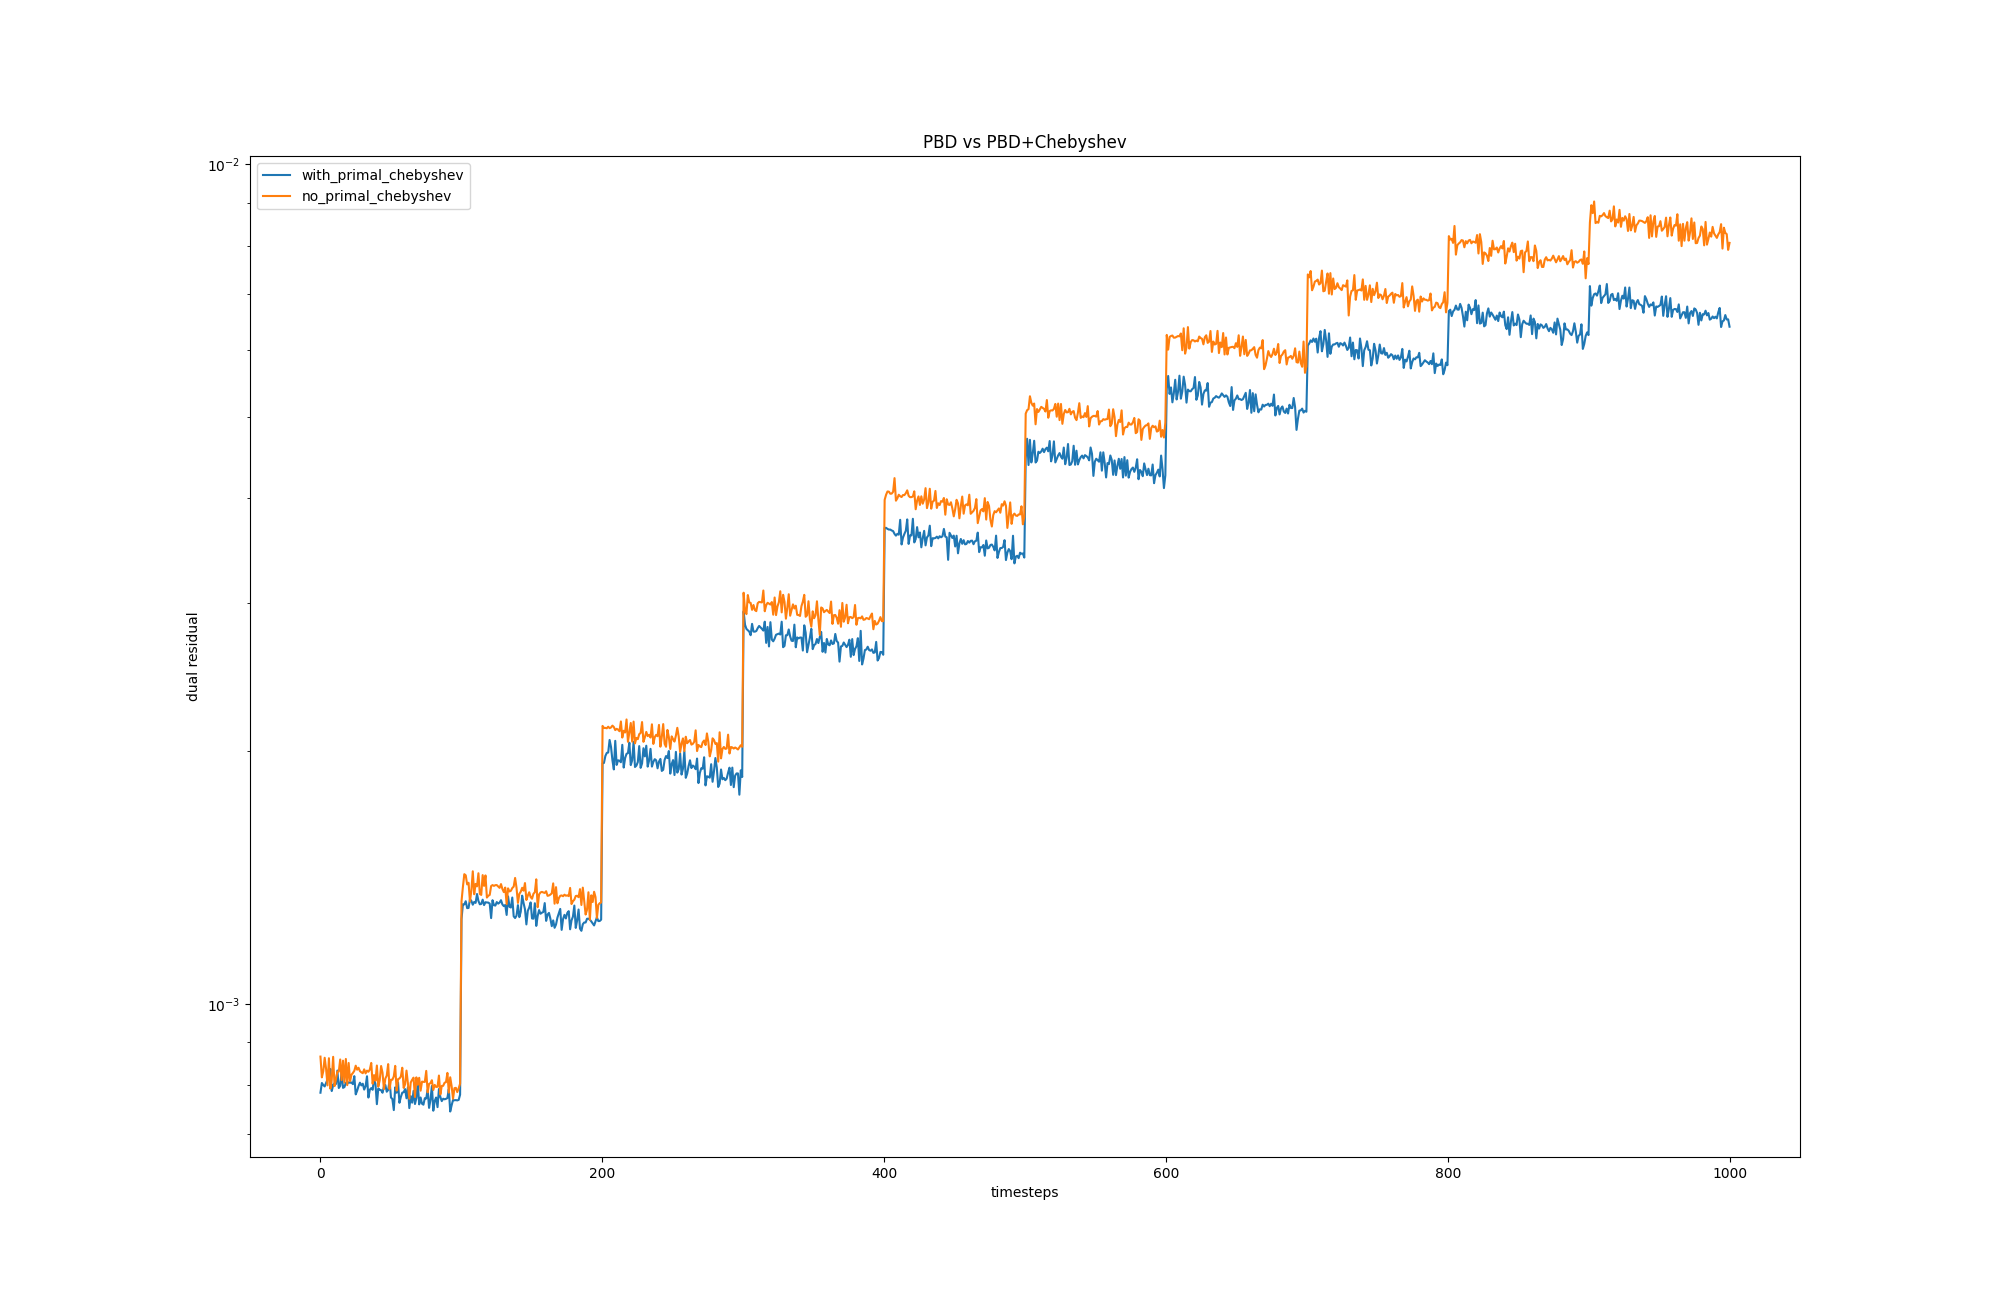 PBD vs PBD+Chebyshev
with_primal_chebyshev
no_primal_chebyshev
10⁻²
10⁻³
dual residual
0 200 400 600 800 1000
timesteps